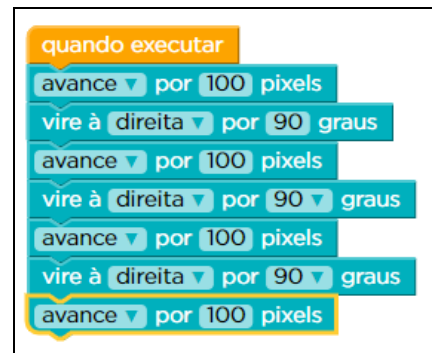 quando executar
avance por 100 pixels
vire à direita por 90 graus
avance por 100 pixels
vire à direita por 90 graus
avance por 100 pixels
vire à direita por 90 graus
avance por 100 pixels